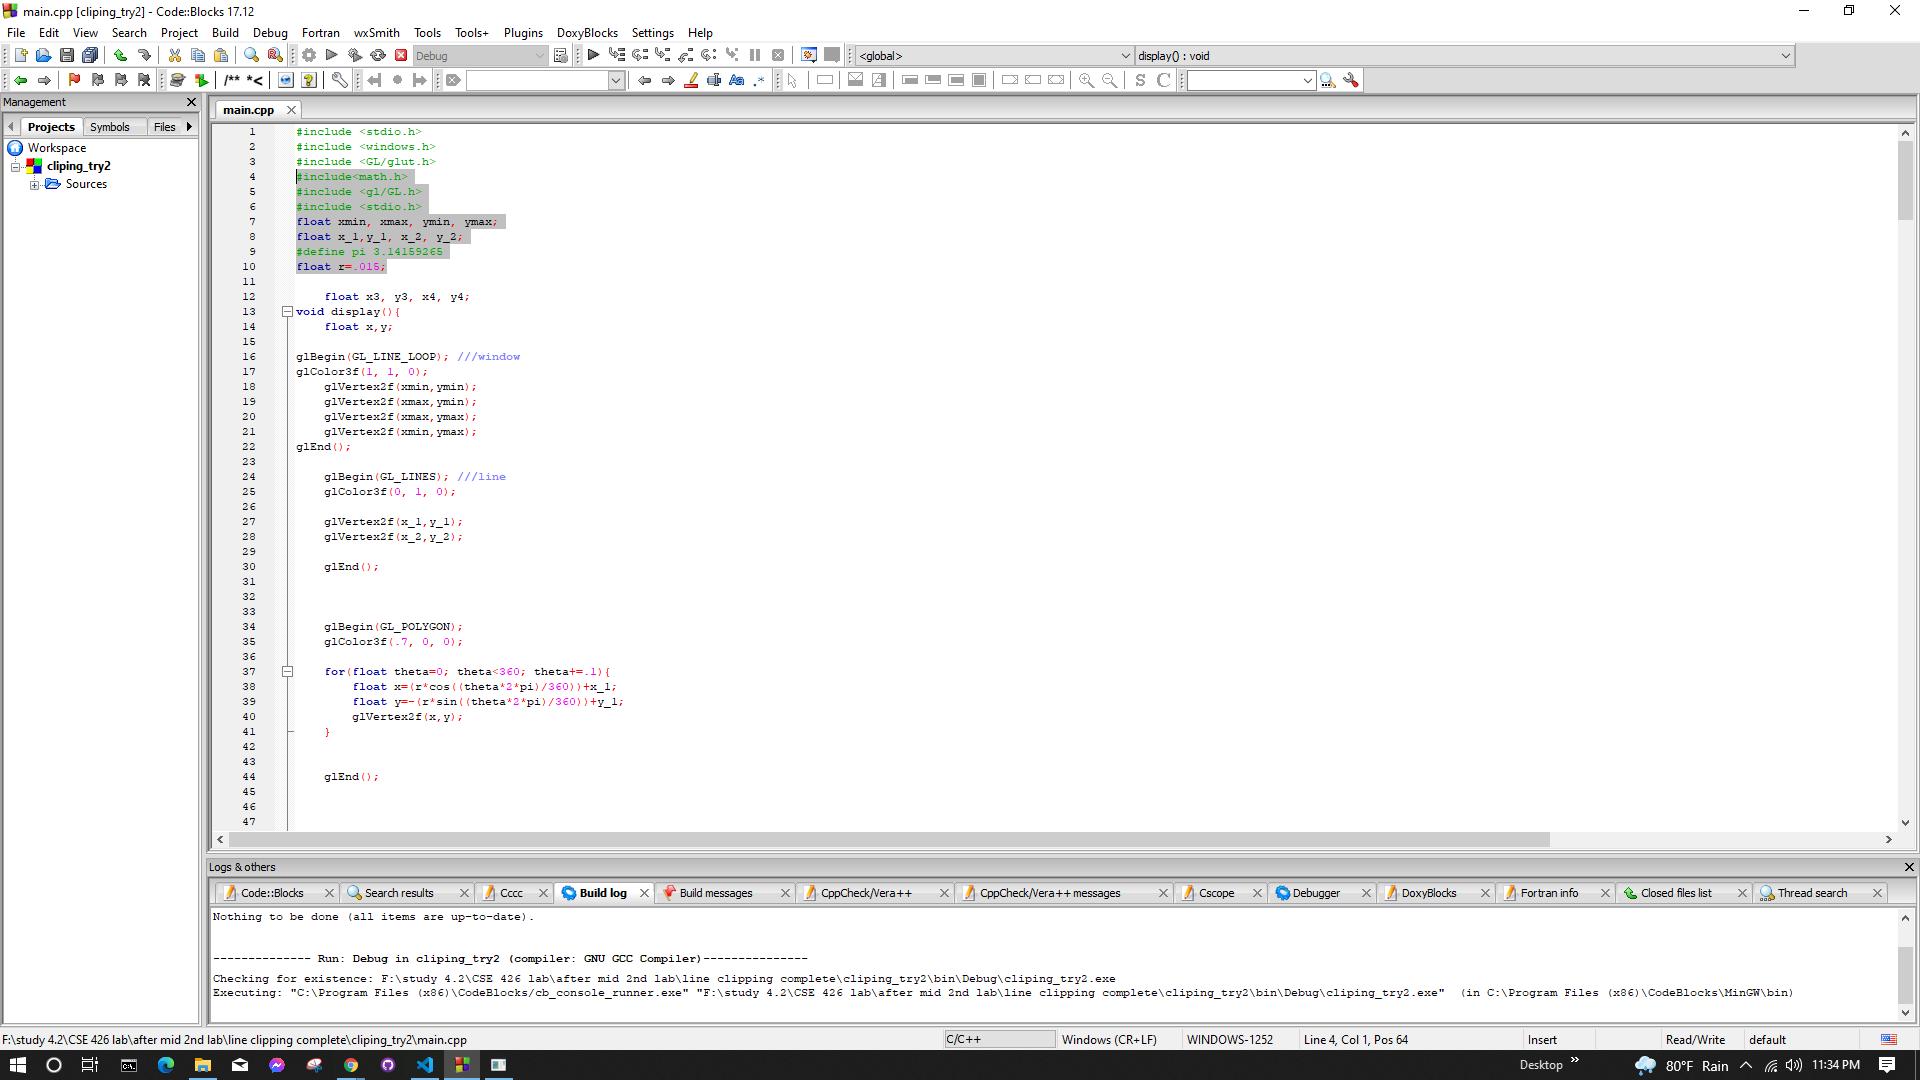 main.cpp [cliping_try2] - Code::Blocks 17.12
File Edit View Search Project Build Debug Fortran wxSmith Tools Tools+ Plugins DoxyBlocks Settings Help
Debug <global> display() : void
/** *< Aa .* S C
Management
Projects Symbols Files
Workspace
cliping_try2
Sources
main.cpp
1 #include <stdio.h>
2 #include <windows.h>
3 #include <GL/glut.h>
4 #include<math.h>
5 #include <gl/GL.h>
6 #include <stdio.h>
7 float xmin, xmax, ymin, ymax;
8 float x_1,y_1, x_2, y_2;
9 #define pi 3.14159265
10 float r=.015;
11
12 float x3, y3, x4, y4;
13 void display(){
14 float x,y;
15
16 glBegin(GL_LINE_LOOP); ///window
17 glColor3f(1, 1, 0);
18 glVertex2f(xmin,ymin);
19 glVertex2f(xmax,ymin);
20 glVertex2f(xmax,ymax);
21 glVertex2f(xmin,ymax);
22 glEnd();
23
24 glBegin(GL_LINES); ///line
25 glColor3f(0, 1, 0);
26
27 glVertex2f(x_1,y_1);
28 glVertex2f(x_2,y_2);
29
30 glEnd();
31
32
33
34 glBegin(GL_POLYGON);
35 glColor3f(.7, 0, 0);
36
37 for(float theta=0; theta<360; theta+=.1){
38 float x=(r*cos((theta*2*pi)/360))+x_1;
39 float y=-(r*sin((theta*2*pi)/360))+y_1;
40 glVertex2f(x,y);
41 }
42
43
44 glEnd();
45
46
47
Logs & others
Code::Blocks Search results Cccc Build log Build messages CppCheck/Vera++ CppCheck/Vera++ messages Cscope Debugger DoxyBlocks Fortran info Closed files list Thread search
Nothing to be done (all items are up-to-date).
-------------- Run: Debug in cliping_try2 (compiler: GNU GCC Compiler)---------------
Checking for existence: F:\study 4.2\CSE 426 lab\after mid 2nd lab\line clipping complete\cliping_try2\bin\Debug\cliping_try2.exe
Executing: "C:\Program Files (x86)\CodeBlocks/cb_console_runner.exe" "F:\study 4.2\CSE 426 lab\after mid 2nd lab\line clipping complete\cliping_try2\bin\Debug\cliping_try2.exe" (in C:\Program Files (x86)\CodeBlocks\MinGW\bin)
F:\study 4.2\CSE 426 lab\after mid 2nd lab\line clipping complete\cliping_try2\main.cpp C/C++ Windows (CR+LF) WINDOWS-1252 Line 4, Col 1, Pos 64 Insert Read/Write default
Desktop » 80°F Rain 11:34 PM